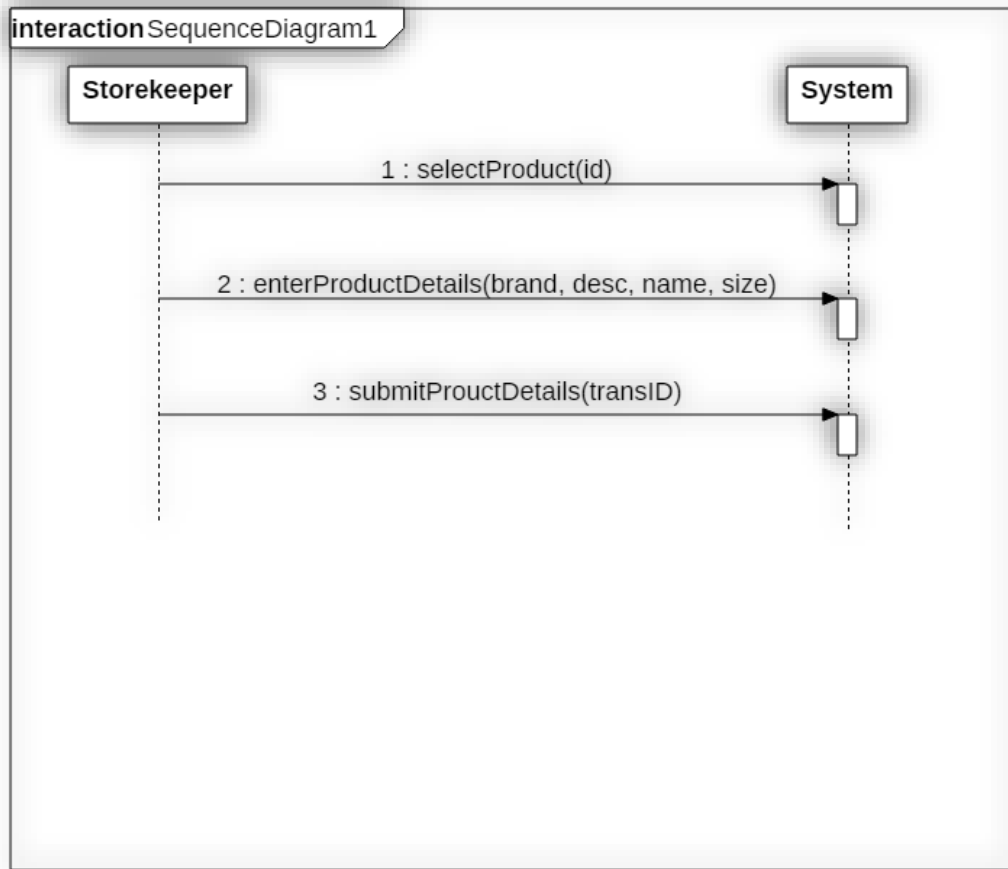 interaction SequenceDiagram1
Storekeeper
System
1 : selectProduct(id)
2 : enterProductDetails(brand, desc, name, size)
3 : submitProuctDetails(transID)